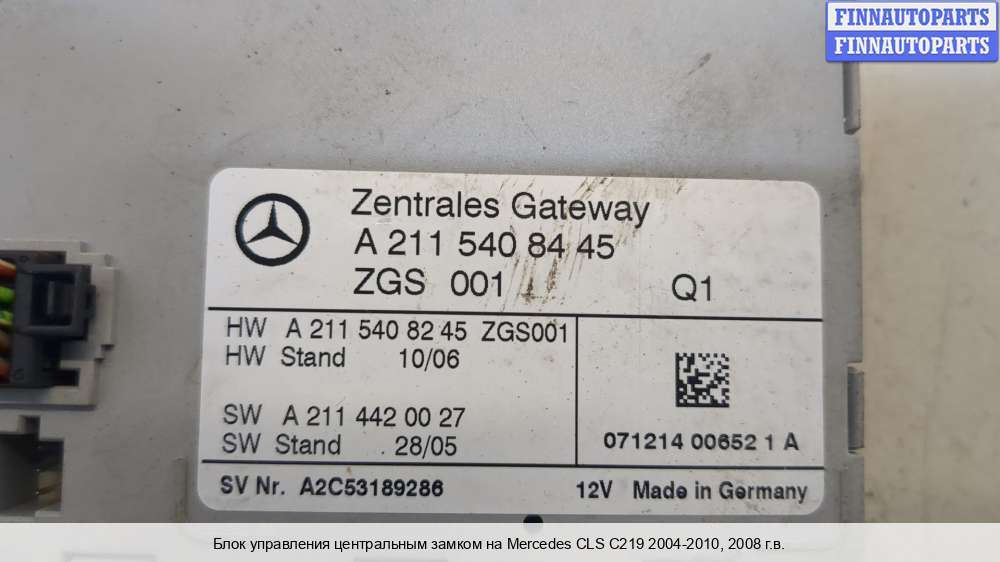 FINNAUTOPARTS
FINNAUTOPARTS
Zentrales Gateway
A 211 540 84 45
ZGS 001 Q1
HW A 211 540 82 45 ZGS001
HW Stand 10/06
SW A 211 442 00 27
SW Stand 28/05
071214 00652 1 A
SV Nr. A2C53189286 12V Made in Germany
Блок управления центральным замком на Mercedes CLS C219 2004-2010, 2008 г.в.